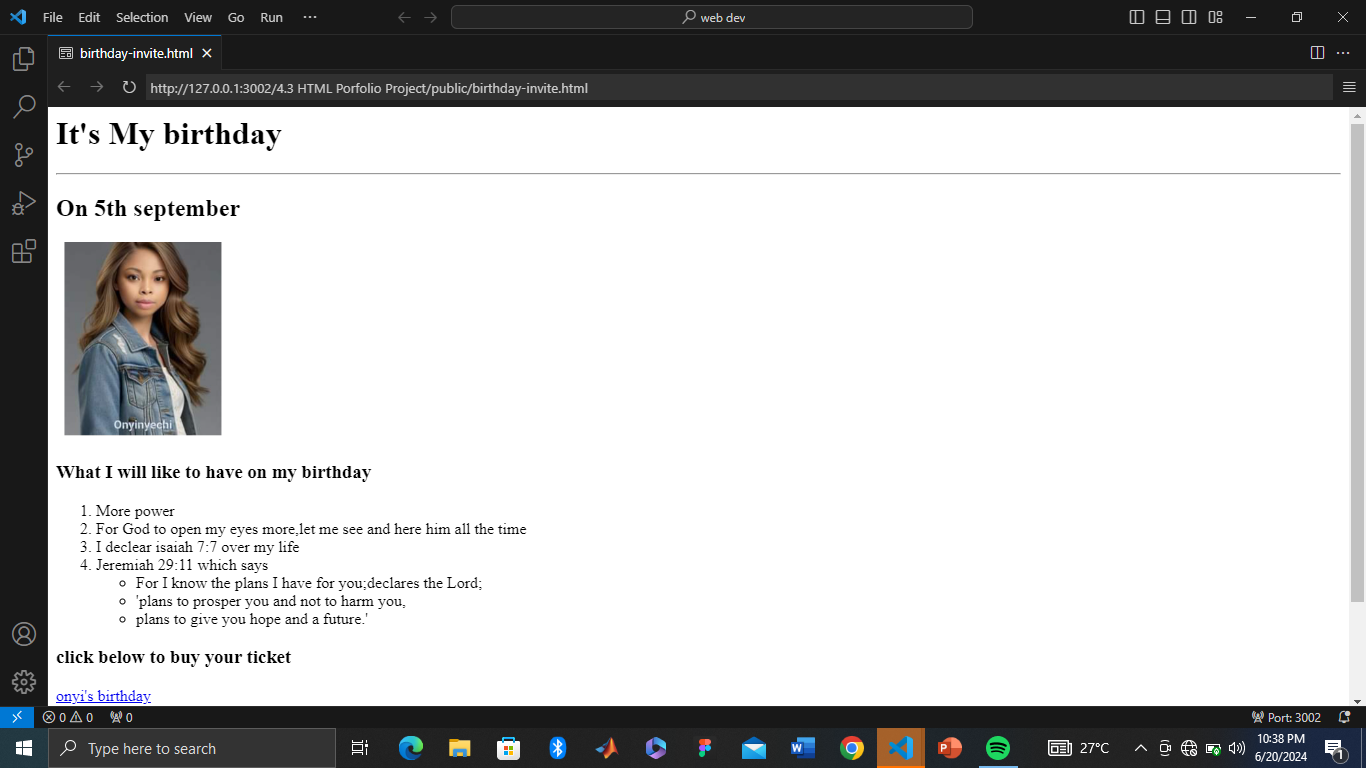 File Edit Selection View Go Run ··· web dev
birthday-invite.html
http://127.0.0.1:3002/4.3 HTML Porfolio Project/public/birthday-invite.html
It's My birthday
On 5th september
Onyinyechi
What I will like to have on my birthday
1. More power
2. For God to open my eyes more,let me see and here him all the time
3. I declear isaiah 7:7 over my life
4. Jeremiah 29:11 which says
For I know the plans I have for you;declares the Lord;
'plans to prosper you and not to harm you,
plans to give you hope and a future.'
click below to buy your ticket
onyi's birthday
0 0 0 Port: 3002
Type here to search 27°C 10:38 PM
6/20/2024 1